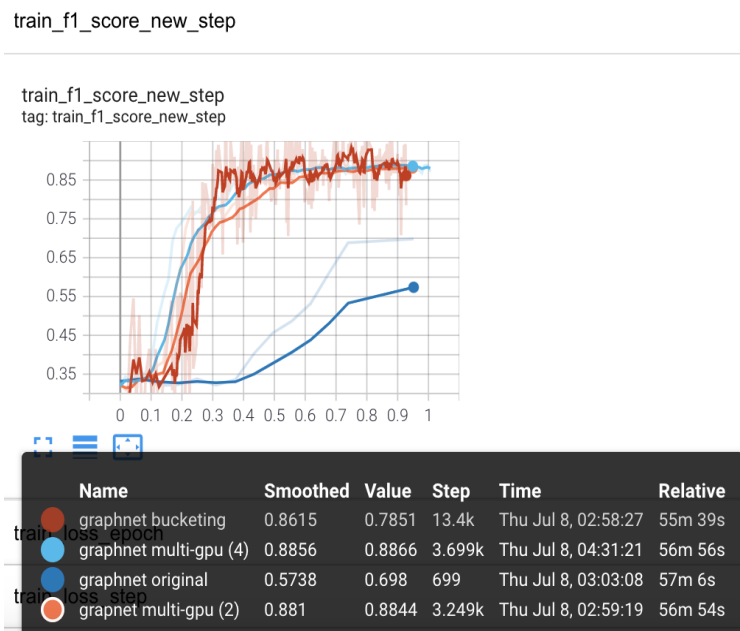 train_f1_score_new_step
train_f1_score_new_step
tag: train_f1_score_new_step
0.85
0.75
0.65
0.55
0.45
0.35
0 0.1 0.2 0.3 0.4 0.5 0.6 0.7 0.8 0.9 1
Name Smoothed Value Step Time Relative
graphnet bucketing 0.8615 0.7851 13.4k Thu Jul 8, 02:58:27 55m 39s
train_loss_epoch
graphnet multi-gpu (4) 0.8856 0.8866 3.699k Thu Jul 8, 04:31:21 56m 56s
graphnet original 0.5738 0.698 699 Thu Jul 8, 03:03:08 57m 6s
train_loss_step
grapnet multi-gpu (2) 0.881 0.8844 3.249k Thu Jul 8, 02:59:19 56m 54s